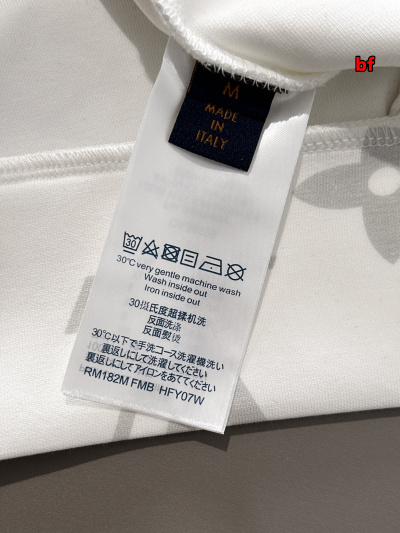 bf
M
MADE
IN
ITALY
30
30°C very gentle machine wash
Wash inside out
Iron inside out
30摄氏度超揉机洗
反面洗涤
反面熨烫
30℃以下で手洗コース洗濯機洗い
裏返しにして洗濯してください
裏返しにしてアイロンをあててください
RM182M FMB HFY07W